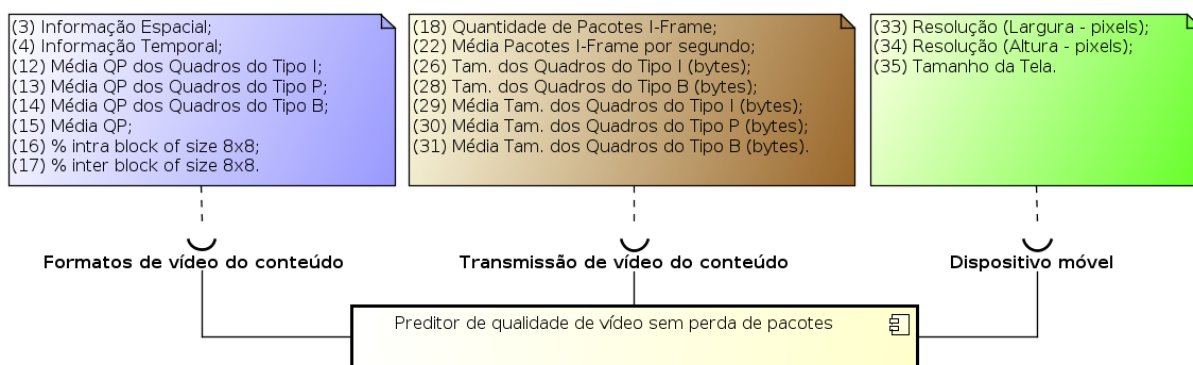 (3) Informação Espacial;
(4) Informação Temporal;
(12) Média QP dos Quadros do Tipo I;
(13) Média QP dos Quadros do Tipo P;
(14) Média QP dos Quadros do Tipo B;
(15) Média QP;
(16) % intra block of size 8x8;
(17) % inter block of size 8x8.
(18) Quantidade de Pacotes I-Frame;
(22) Média Pacotes I-Frame por segundo;
(26) Tam. dos Quadros do Tipo I (bytes);
(28) Tam. dos Quadros do Tipo B (bytes);
(29) Média Tam. dos Quadros do Tipo I (bytes);
(30) Média Tam. dos Quadros do Tipo P (bytes);
(31) Média Tam. dos Quadros do Tipo B (bytes).
(33) Resolução (Largura - pixels);
(34) Resolução (Altura - pixels);
(35) Tamanho da Tela.
Formatos de vídeo do conteúdo
Transmissão de vídeo do conteúdo
Dispositivo móvel
Preditor de qualidade de vídeo sem perda de pacotes